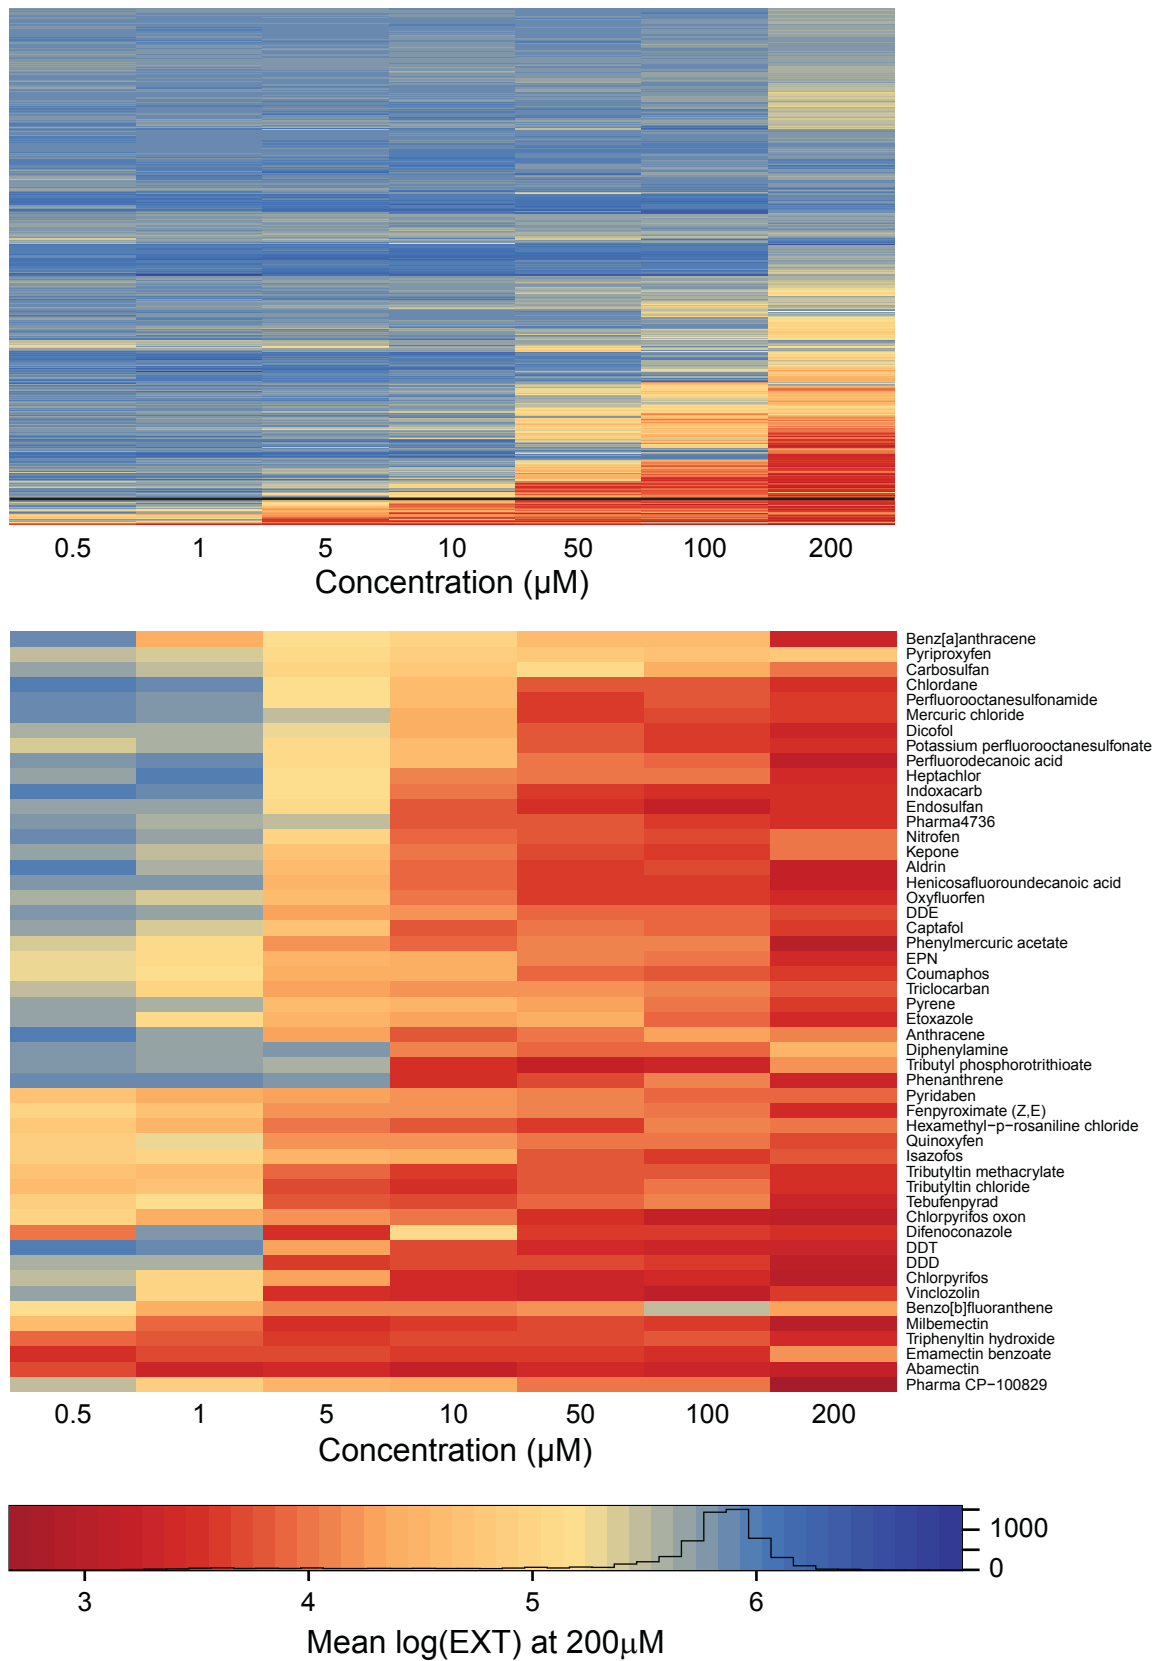 0.5 1 5 10 50 100 200
Concentration (µM)
Benz[a]anthracene
Pyriproxyfen
Carbosulfan
Chlordane
Perfluorooctanesulfonamide
Mercuric chloride
Dicofol
Potassium perfluorooctanesulfonate
Perfluorodecanoic acid
Heptachlor
Indoxacarb
Endosulfan
Pharma4736
Nitrofen
Kepone
Aldrin
Henicosafluoroundecanoic acid
Oxyfluorfen
DDE
Captafol
Phenylmercuric acetate
EPN
Coumaphos
Triclocarban
Pyrene
Etoxazole
Anthracene
Diphenylamine
Tributyl phosphorotrithioate
Phenanthrene
Pyridaben
Fenpyroximate (Z,E)
Hexamethyl−p−rosaniline chloride
Quinoxyfen
Isazofos
Tributyltin methacrylate
Tributyltin chloride
Tebufenpyrad
Chlorpyrifos oxon
Difenoconazole
DDT
DDD
Chlorpyrifos
Vinclozolin
Benzo[b]fluoranthene
Milbemectin
Triphenyltin hydroxide
Emamectin benzoate
Abamectin
Pharma CP−100829
0.5 1 5 10 50 100 200
Concentration (µM)
1000
0
3 4 5 6
Mean log(EXT) at 200µM